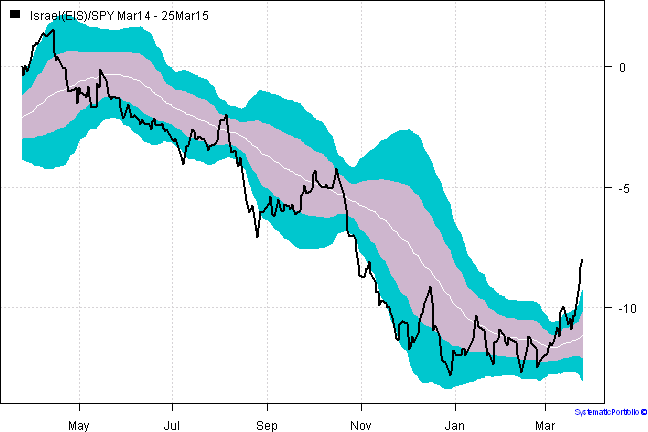 Israel(EIS)/SPY Mar14 - 25Mar15
0
-5
-10
May Jul Sep Nov Jan Mar
SystematicPortfolio ©